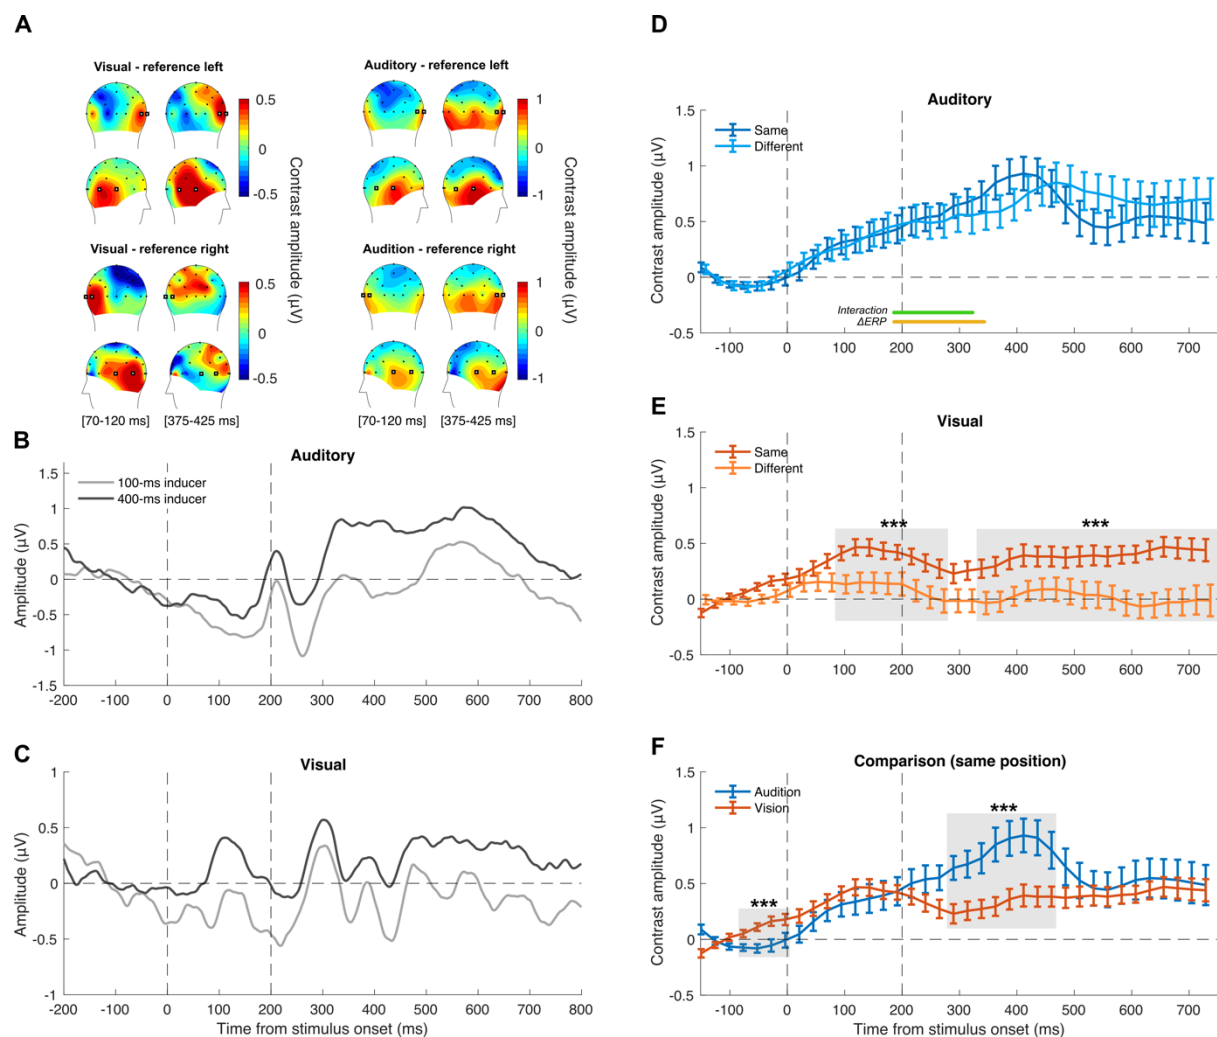 A
Visual - reference left
Auditory - reference left
0.5
0
-0.5
Contrast amplitude (µV)
1
0
-1
Contrast amplitude (µV)
Visual - reference right
Audition - reference right
0.5
0
-0.5
Contrast amplitude (µV)
1
0
-1
Contrast amplitude (µV)
[70-120 ms] [375-425 ms]
[70-120 ms] [375-425 ms]
B
Auditory
100-ms inducer
400-ms inducer
Amplitude (µV)
1.5
1
0.5
0
-0.5
-1
-1.5
-200 -100 0 100 200 300 400 500 600 700 800
C
Visual
Amplitude (µV)
1
0.5
0
-0.5
-1
-200 -100 0 100 200 300 400 500 600 700 800
Time from stimulus onset (ms)
D
Auditory
Same
Different
Contrast amplitude (µV)
1.5
1
0.5
0
-0.5
Interaction
ΔERP
-100 0 100 200 300 400 500 600 700
E
Visual
Same
Different
*** ***
Contrast amplitude (µV)
1.5
1
0.5
0
-0.5
-100 0 100 200 300 400 500 600 700
F
Comparison (same position)
Audition
Vision
***
***
Contrast amplitude (µV)
1.5
1
0.5
0
-0.5
-100 0 100 200 300 400 500 600 700
Time from stimulus onset (ms)